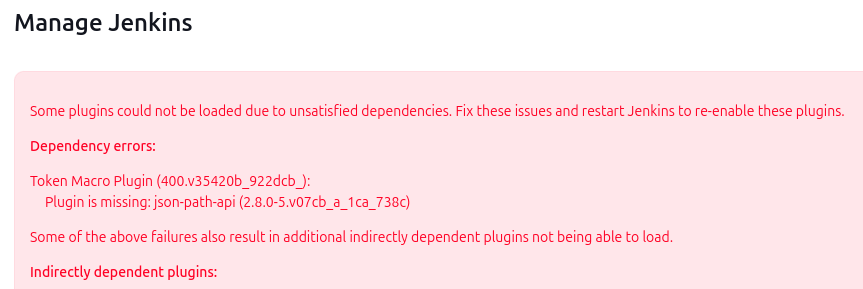 Manage Jenkins
Some plugins could not be loaded due to unsatisfied dependencies. Fix these issues and restart Jenkins to re-enable these plugins.
Dependency errors:
Token Macro Plugin (400.v35420b_922dcb_):
Plugin is missing: json-path-api (2.8.0-5.v07cb_a_1ca_738c)
Some of the above failures also result in additional indirectly dependent plugins not being able to load.
Indirectly dependent plugins: